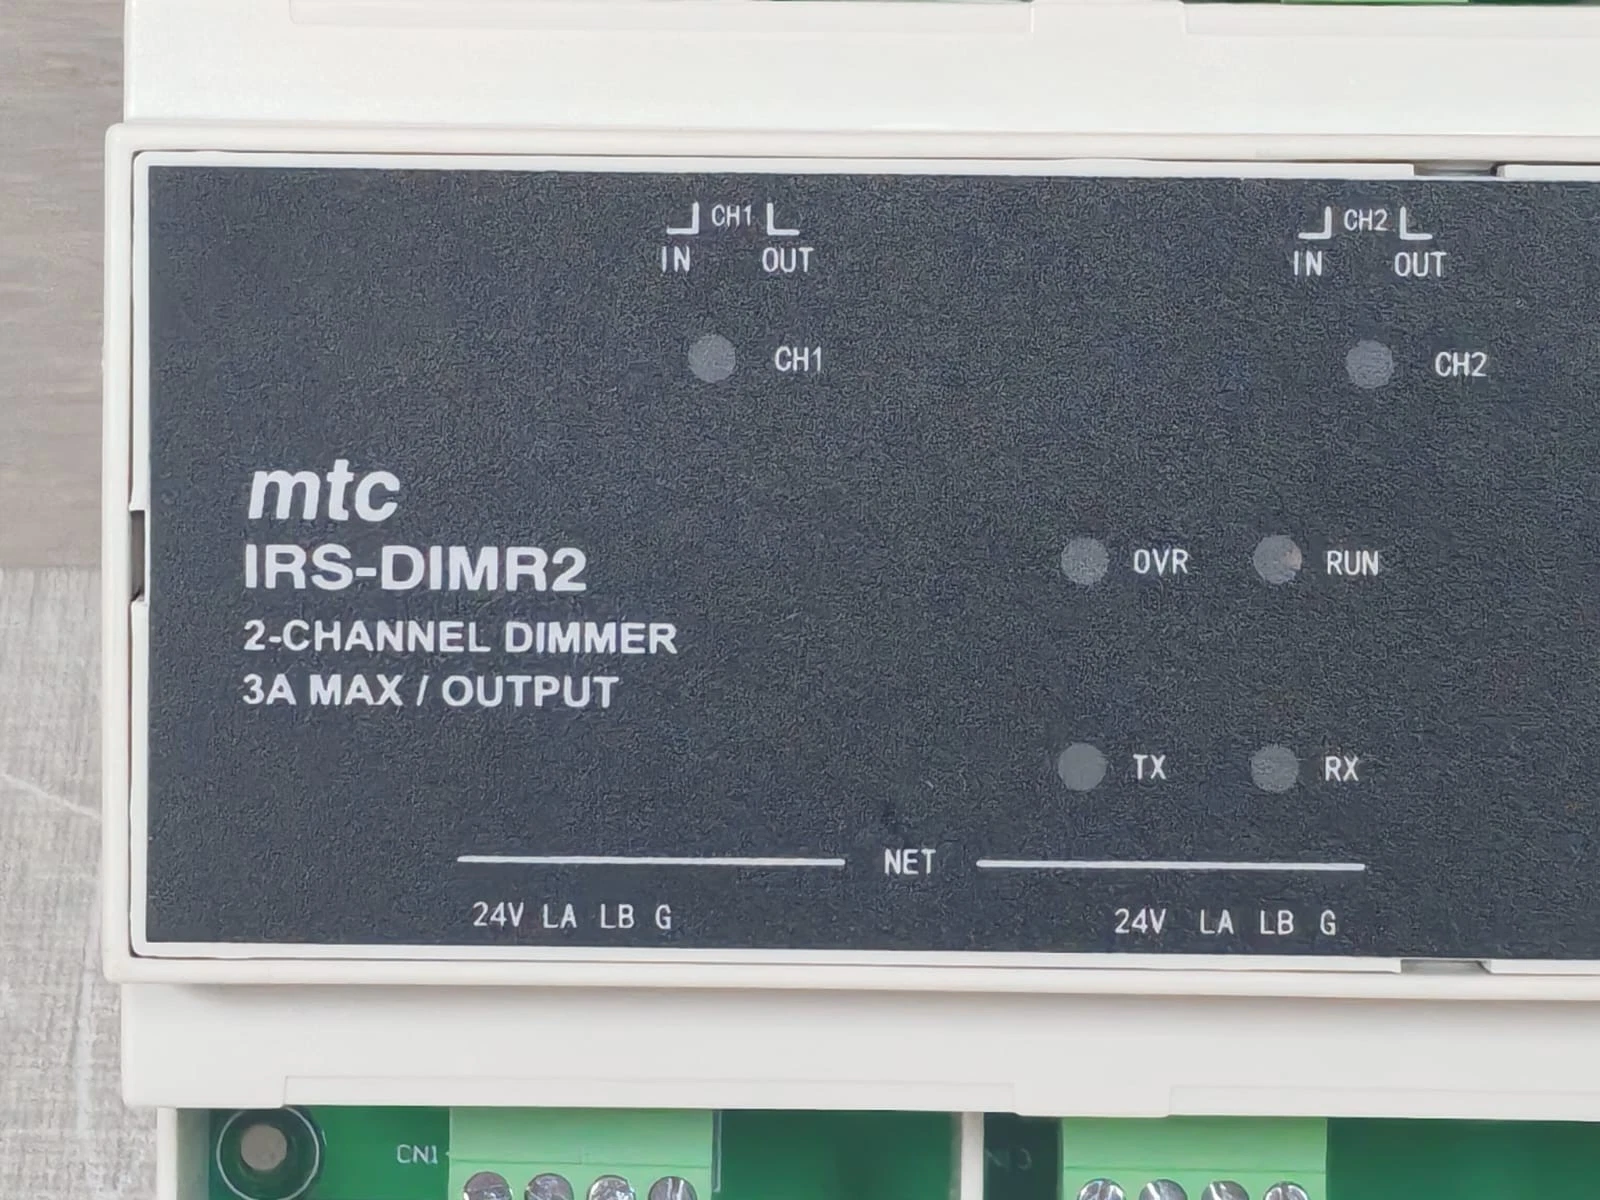 CH1 CH2
IN OUT IN OUT
CH1 CH2
mtc
IRS-DIMR2
2-CHANNEL DIMMER
3A MAX / OUTPUT
OVR RUN
TX RX
NET
24V LA LB G 24V LA LB G
CN1